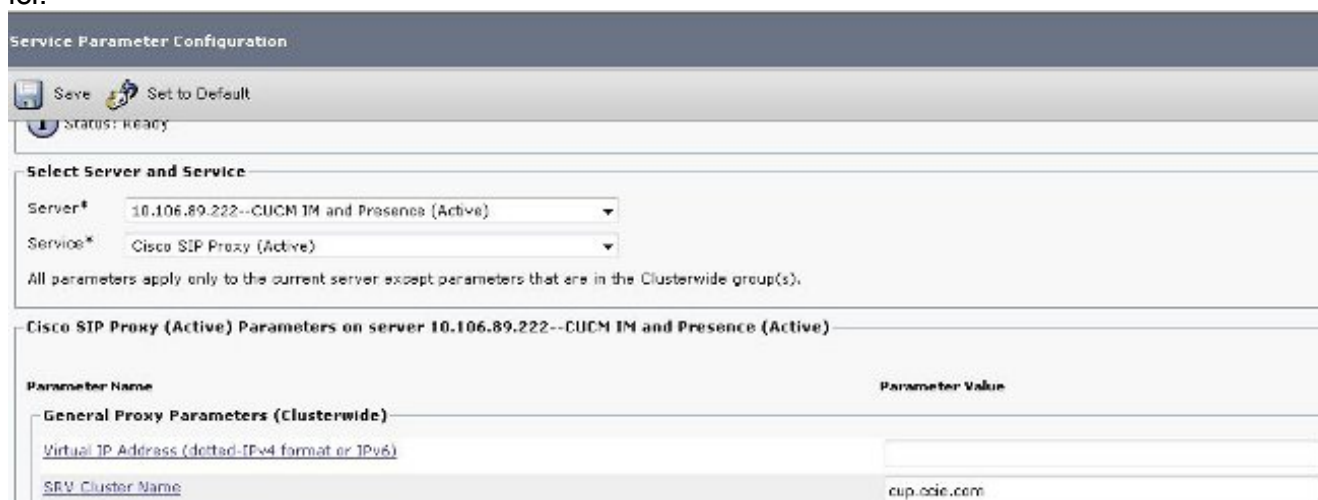 Service Parameter Configuration
Save Set to Default
Status: Ready
Select Server and Service
Server* 10.106.89.222--CUCM IM and Presence (Active)
Service* Cisco SIP Proxy (Active)
All parameters apply only to the current server except parameters that are in the Clusterwide group(s).
Cisco SIP Proxy (Active) Parameters on server 10.106.89.222--CUCM IM and Presence (Active)
Parameter Name Parameter Value
General Proxy Parameters (Clusterwide)
Virtual IP Address (dotted-IPv4 format or IPv6)
SRV Cluster Name cup.ccie.com